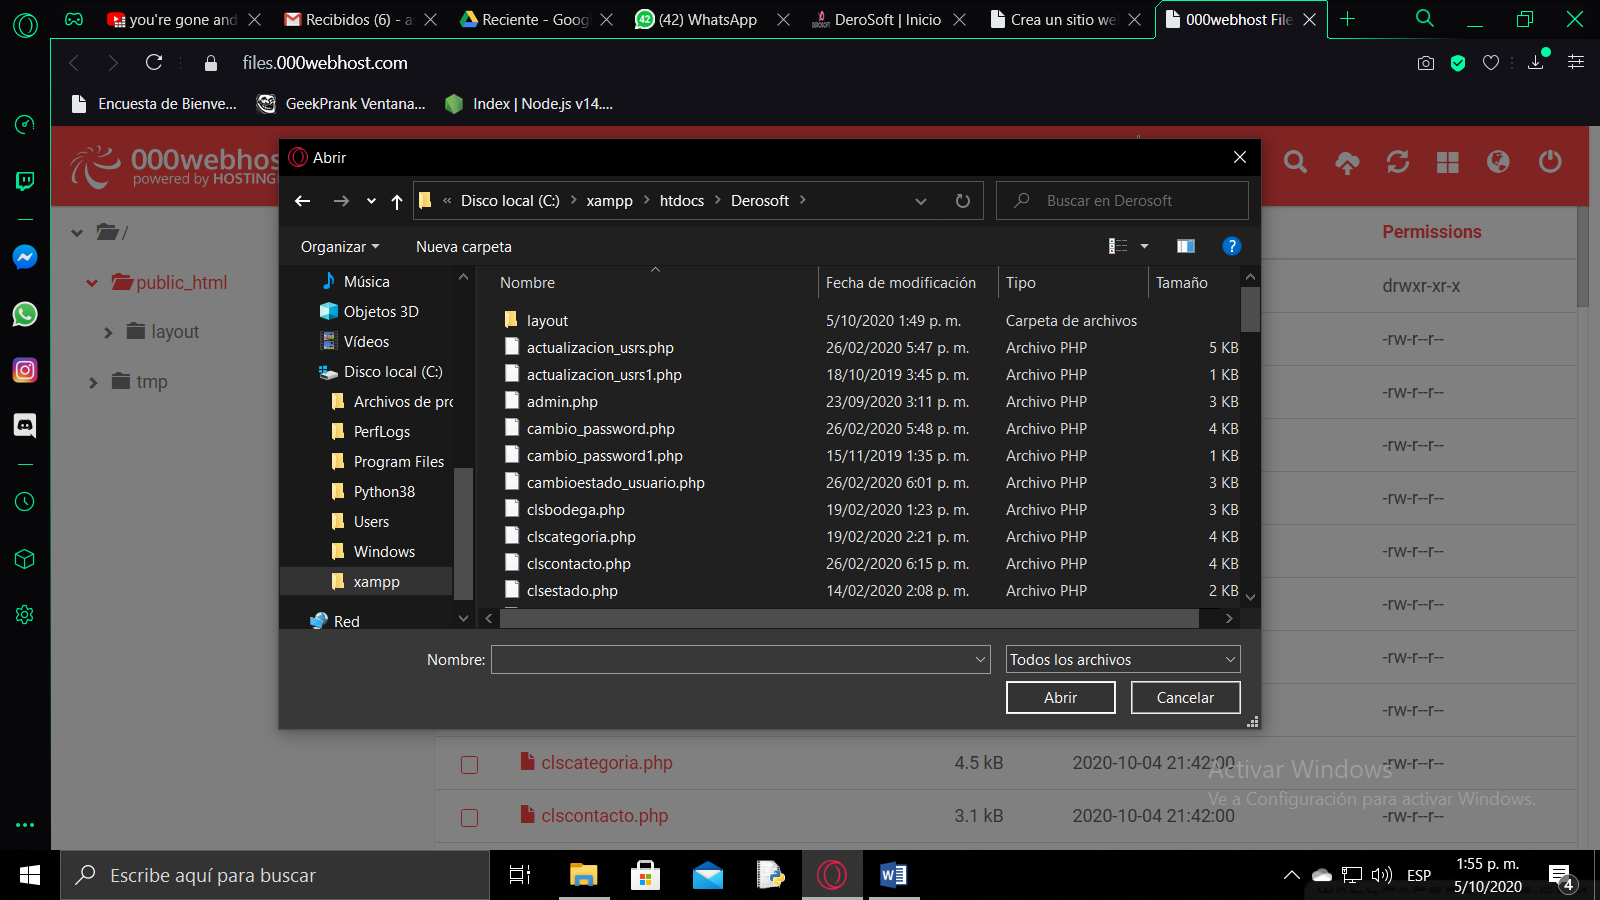 you're gone and
Recibidos (6) - a
Reciente - Goog
(42) WhatsApp
DeroSoft | Inicio
Crea un sitio we
000webhost File
files.000webhost.com
Encuesta de Bienve...
GeekPrank Ventana...
Index | Node.js v14....
000webhos
powered by HOSTING
Abrir
« Disco local (C:) > xampp > htdocs > Derosoft >
Buscar en Derosoft
Organizar
Nueva carpeta
/
public_html
layout
tmp
Música
Objetos 3D
Vídeos
Disco local (C:)
Archivos de pro
PerfLogs
Program Files
Python38
Users
Windows
xampp
Red
Nombre Fecha de modificación Tipo Tamaño
layout 5/10/2020 1:49 p. m. Carpeta de archivos
actualizacion_usrs.php 26/02/2020 5:47 p. m. Archivo PHP 5 KB
actualizacion_usrs1.php 18/10/2019 3:45 p. m. Archivo PHP 1 KB
admin.php 23/09/2020 3:11 p. m. Archivo PHP 3 KB
cambio_password.php 26/02/2020 5:48 p. m. Archivo PHP 4 KB
cambio_password1.php 15/11/2019 1:35 p. m. Archivo PHP 1 KB
cambioestado_usuario.php 26/02/2020 6:01 p. m. Archivo PHP 3 KB
clsbodega.php 19/02/2020 1:23 p. m. Archivo PHP 3 KB
clscategoria.php 19/02/2020 2:21 p. m. Archivo PHP 4 KB
clscontacto.php 26/02/2020 6:15 p. m. Archivo PHP 4 KB
clsestado.php 14/02/2020 2:08 p. m. Archivo PHP 2 KB
Nombre:
Todos los archivos
Abrir
Cancelar
Permissions
drwxr-xr-x
-rw-r--r--
-rw-r--r--
-rw-r--r--
-rw-r--r--
-rw-r--r--
-rw-r--r--
-rw-r--r--
-rw-r--r--
clscategoria.php 4.5 kB 2020-10-04 21:42:00 -rw-r--r--
clscontacto.php 3.1 kB 2020-10-04 21:42:00 -rw-r--r--
Activar Windows
Ve a Configuración para activar Windows.
Escribe aquí para buscar
ESP
1:55 p. m.
5/10/2020
4